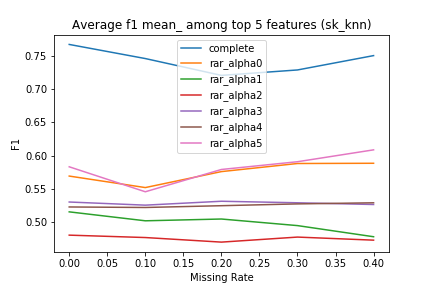 Average f1 mean_ among top 5 features (sk_knn)
complete
rar_alpha0
rar_alpha1
rar_alpha2
rar_alpha3
rar_alpha4
rar_alpha5
F1
0.75
0.70
0.65
0.60
0.55
0.50
0.00 0.05 0.10 0.15 0.20 0.25 0.30 0.35 0.40
Missing Rate